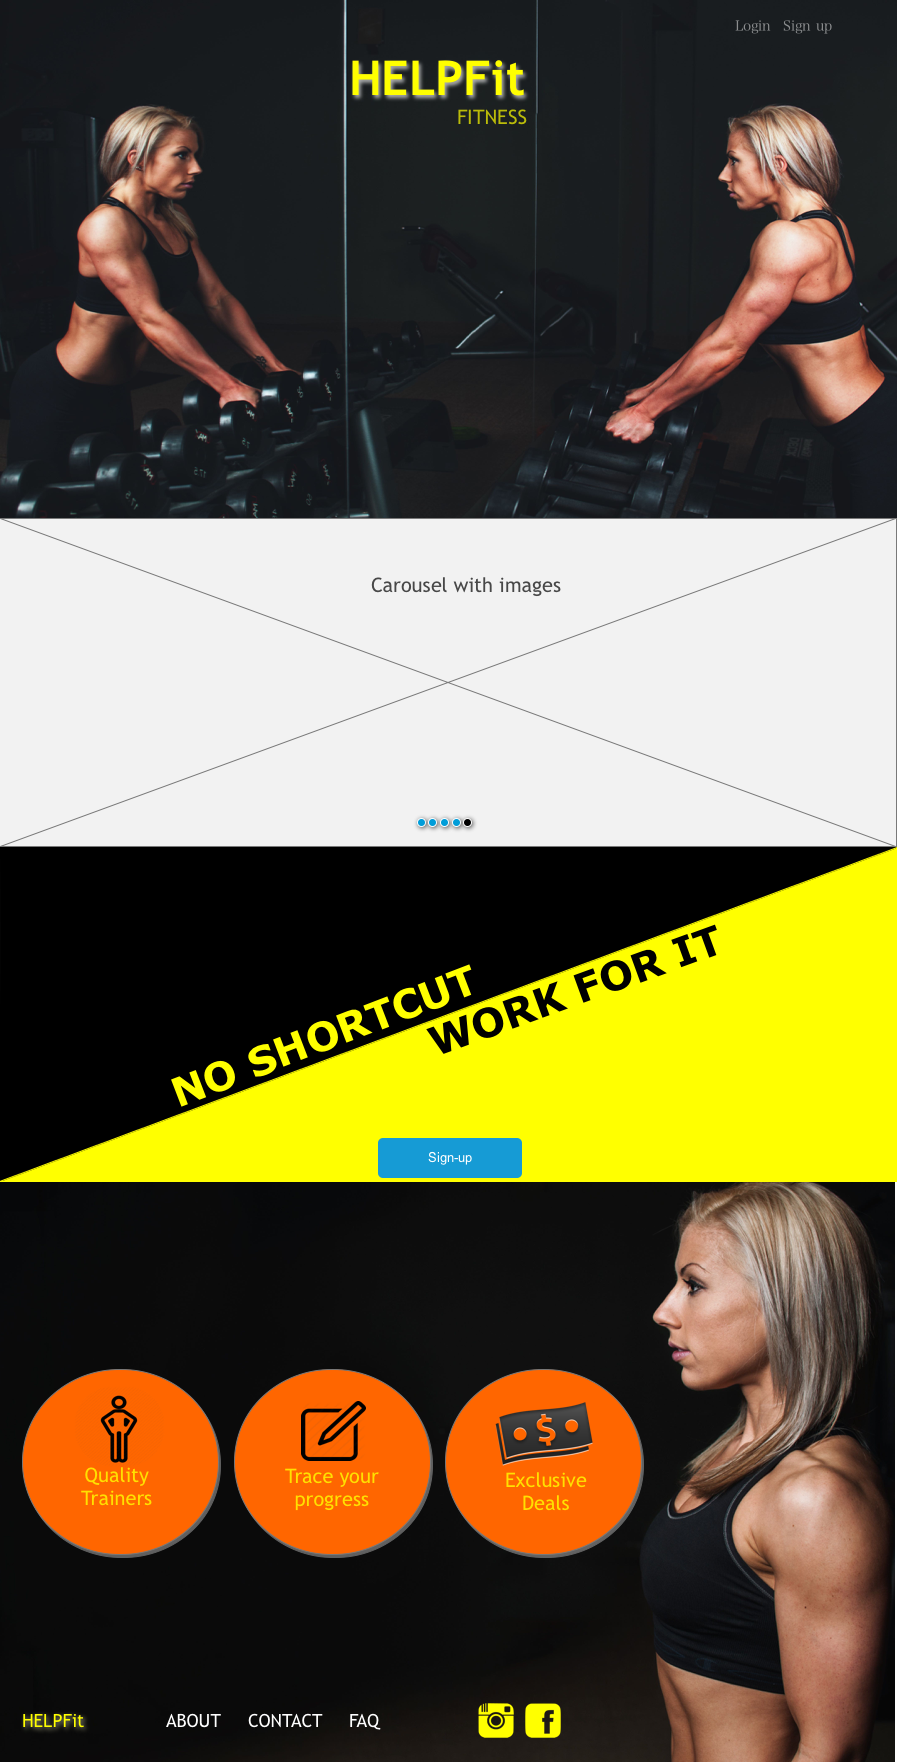 Login Sign up
HELPFit
FITNESS
Carousel with images
NO SHORTCUT
WORK FOR IT
Sign-up
Quality
Trainers
Trace your
progress
Exclusive
Deals
HELPFit ABOUT CONTACT FAQ